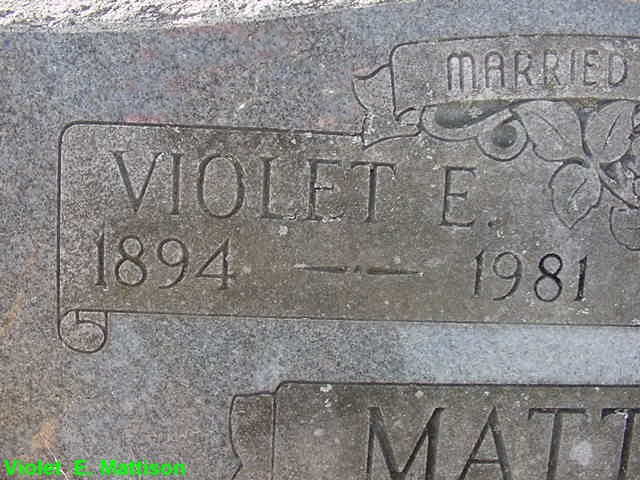 MARRIED
VIOLET E.
1894 — 1981
MATT
Violet E. Mattison